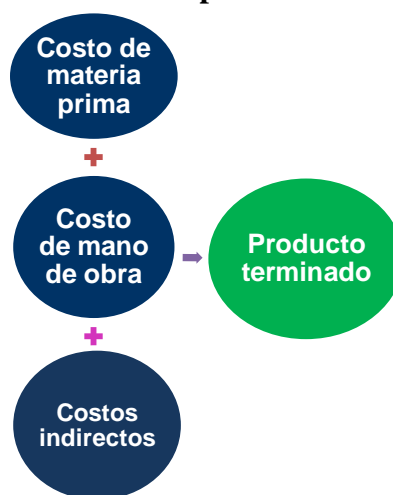 Costo de
materia
prima
Costo
de mano
de obra
Producto
terminado
Costos
indirectos